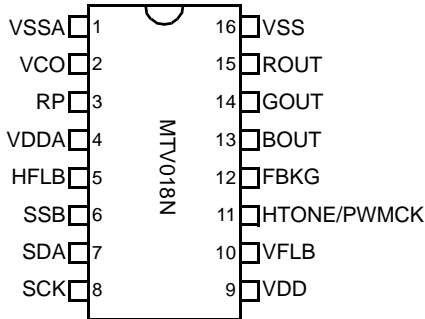 VSSA 1 16 VSS
VCO 2 15 ROUT
RP 3 14 GOUT
VDDA 4 13 BOUT
HFLB 5 12 FBKG
SSB 6 11 HTONE/PWMCK
SDA 7 10 VFLB
SCK 8 9 VDD
MTV018N